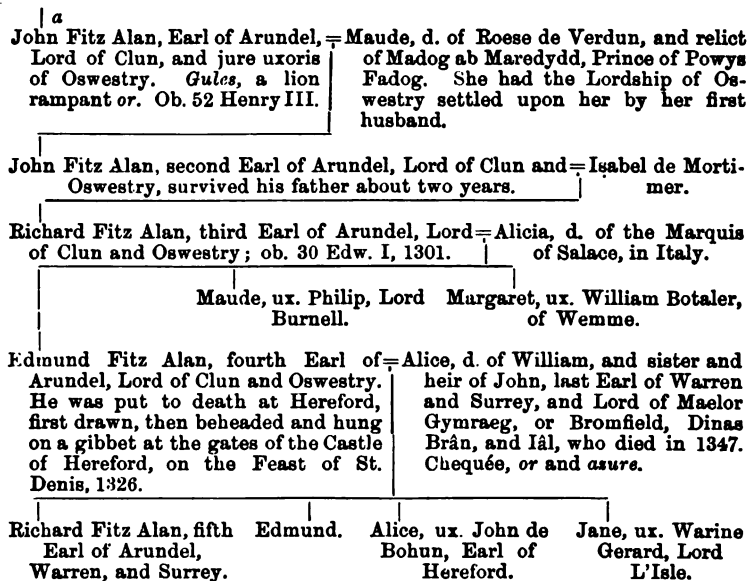 a
John Fitz Alan, Earl of Arundel, = Maude, d. of Roese de Verdun, and relict
Lord of Clun, and jure uxoris of Madog ab Maredydd, Prince of Powys
of Oswestry. Gules, a lion Fadog. She had the Lordship of Os-
rampant or. Ob. 52 Henry III. westry settled upon her by her first
husband.
John Fitz Alan, second Earl of Arundel, Lord of Clun and = Isabel de Morti-
Oswestry, survived his father about two years. mer.
Richard Fitz Alan, third Earl of Arundel, Lord = Alicia, d. of the Marquis
of Clun and Oswestry; ob. 30 Edw. I, 1301. of Salace, in Italy.
Maude, ux. Philip, Lord Margaret, ux. William Botaler,
Burnell. of Wemme.
Edmund Fitz Alan, fourth Earl of = Alice, d. of William, and sister and
Arundel, Lord of Clun and Oswestry. heir of John, last Earl of Warren
He was put to death at Hereford, and Surrey, and Lord of Maelor
first drawn, then beheaded and hung Gymraeg, or Bromfield, Dinas
on a gibbet at the gates of the Castle Brân, and Iâl, who died in 1347.
of Hereford, on the Feast of St. Chequée, or and azure.
Denis, 1326.
Richard Fitz Alan, fifth Edmund. Alice, ux. John de Jane, ux. Warine
Earl of Arundel, Bohun, Earl of Gerard, Lord
Warren, and Surrey. Hereford. L'Isle.